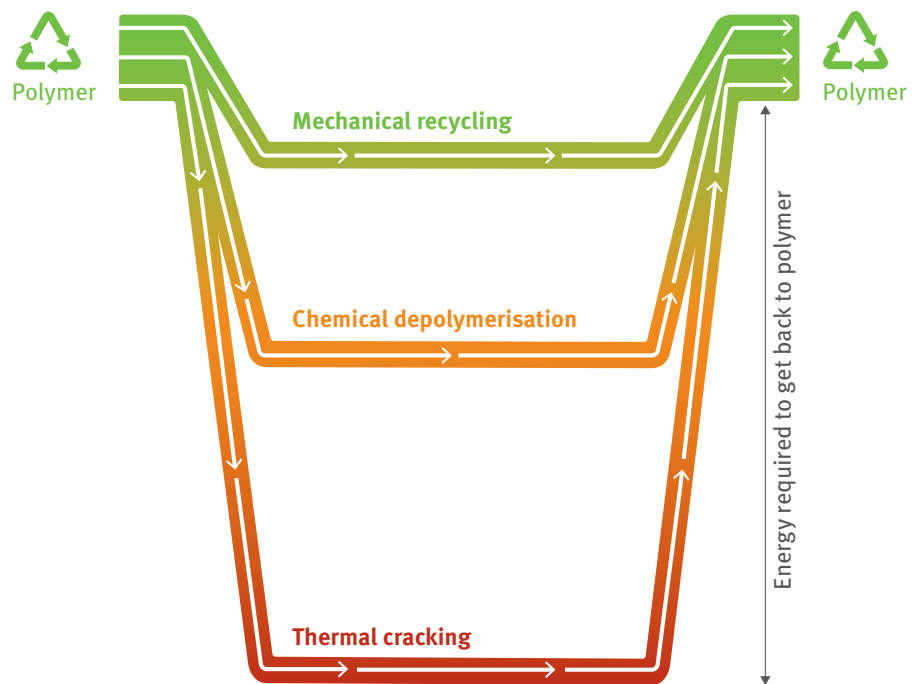 Polymer
Polymer
Mechanical recycling
Chemical depolymerisation
Thermal cracking
Energy required to get back to polymer